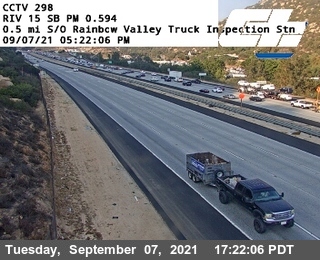 CCTV 298
RIV 15 SB PM 0.594
0.5 mi S/O Rainbcw Valley Truck Inspection Stn
09/07/21 05:22:06 PM
Tuesday, September 07, 2021 17:22:06 PDT